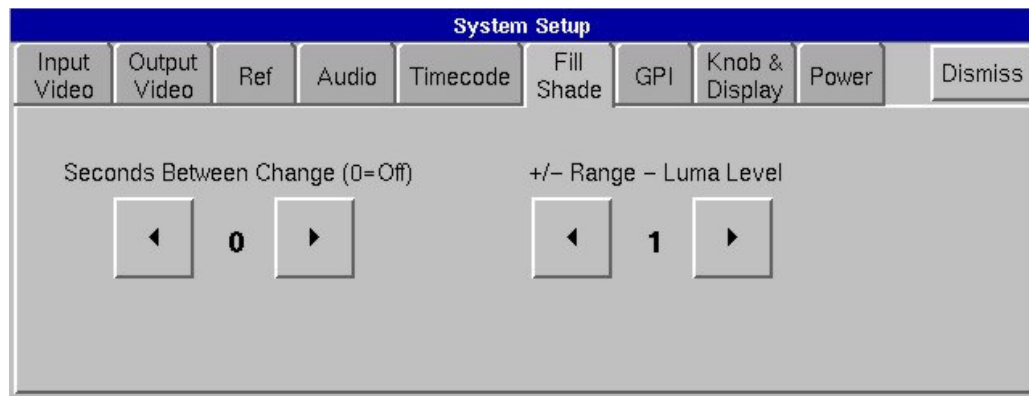 System Setup
Input Video
Output Video
Ref
Audio
Timecode
Fill Shade
GPI
Knob & Display
Power
Dismiss
Seconds Between Change (0=Off)
+/– Range – Luma Level
0
1